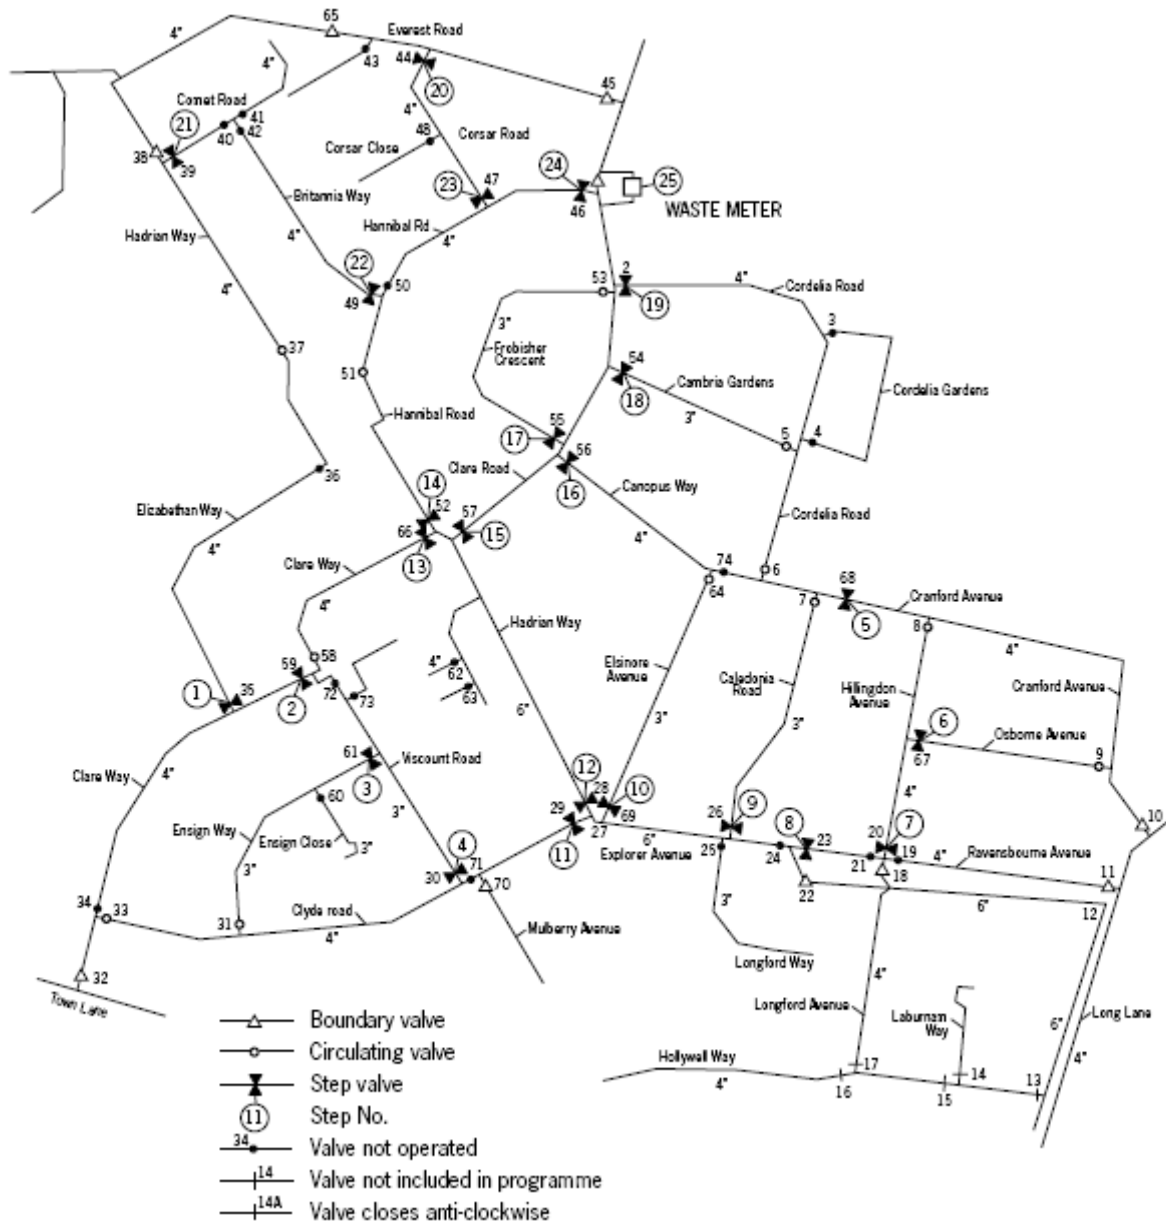 65
Everest Road
4"
43
44
20
45
4"
Comet Road
41
40
42
21
38
39
4"
48
Corsar Road
Corsar Close
47
23
24
46
25
WASTE METER
Britannia Way
4"
Hannibal Rd
4"
Hadrian Way
4"
22
49
50
53
2
19
4"
Cordelia Road
3
37
3"
Frobisher
Crescent
51
54
18
Cambria Gardens
3"
Cordelia Gardens
5
4
Hannibal Road
17
55
56
16
Clare Road
Canopus Way
36
Elizabethan Way
4"
14
52
57
15
66
13
4"
Cordelia Road
Clare Way
4"
74
6
64
68
5
7
8
Cranford Avenue
4"
Hadrian Way
58
59
2
72
73
4"
62
63
Elsinore
Avenue
Caledonia
Road
Hillingdon
Avenue
Cranford Avenue
1
35
6"
3"
3"
6
67
Osborne Avenue
9
61
3
Viscount Road
Clare Way
4"
60
3"
12
28
10
29
69
27
11
26
9
4"
8
23
20
7
10
Ensign Way
3"
Ensign Close
3"
4
30
71
70
6"
Explorer Avenue
25
24
21
19
18
4"
Ravensbourne Avenue
11
34
33
31
Clyde road
4"
Mulberry Avenue
3"
22
6"
12
32
Town Lane
Longford Way
4"
Longford Avenue
Laburnam
Way
6"
4"
Long Lane
Hollywell Way
4"
17
16
14
15
13
Boundary valve
Circulating valve
Step valve
11
Step No.
34
Valve not operated
14
Valve not included in programme
14A
Valve closes anti-clockwise